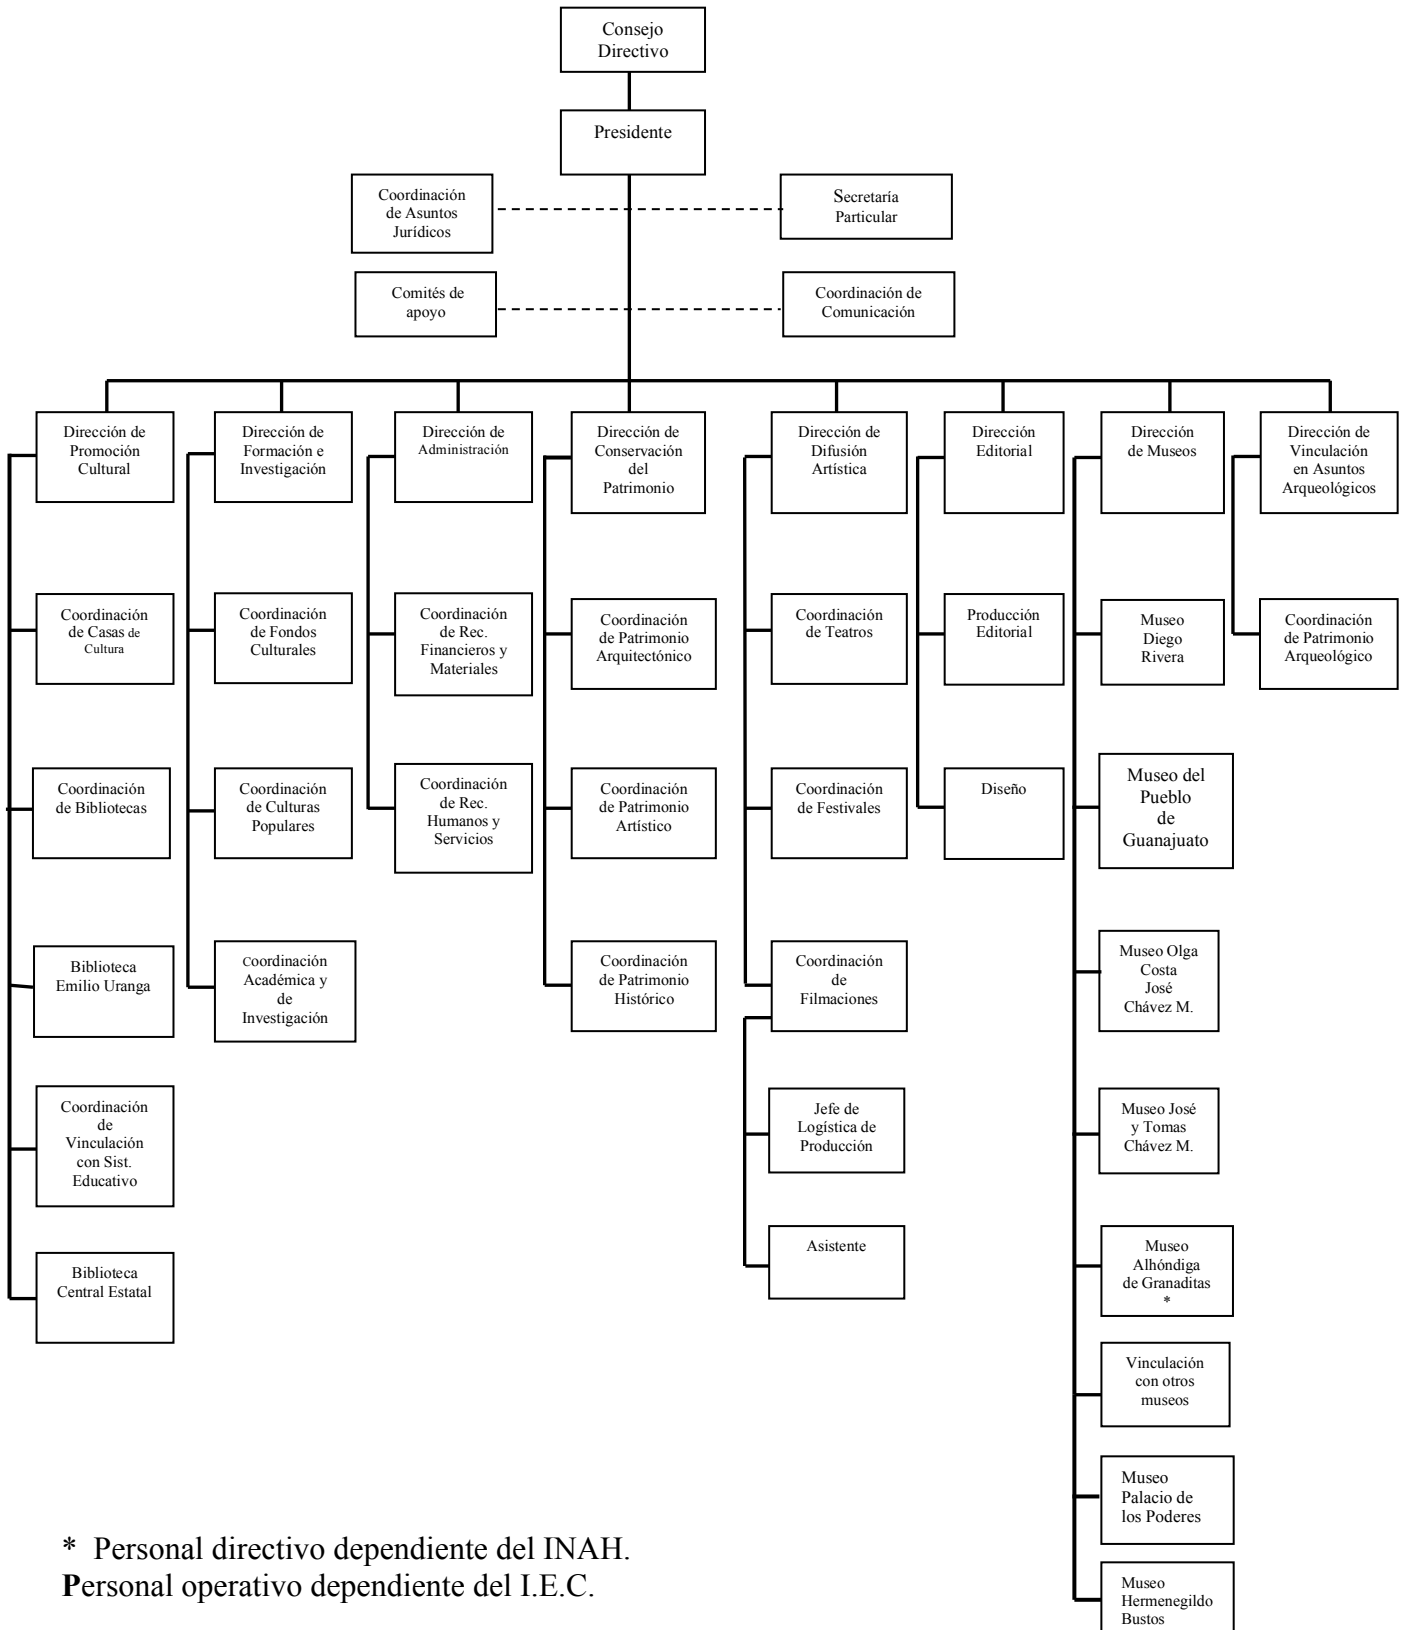 Consejo
Directivo
Presidente
Coordinación
de Asuntos
Jurídicos
Secretaría
Particular
Comités de
apoyo
Coordinación de
Comunicación
Dirección de
Promoción
Cultural
Dirección de
Formación e
Investigación
Dirección de
Administración
Dirección de
Conservación
del
Patrimonio
Dirección de
Difusión
Artística
Dirección
Editorial
Dirección
de Museos
Dirección de
Vinculación
en Asuntos
Arqueológicos
Coordinación
de Casas de
Cultura
Coordinación
de Fondos
Culturales
Coordinación
de Rec.
Financieros y
Materiales
Coordinación
de Patrimonio
Arquitectónico
Coordinación
de Teatros
Producción
Editorial
Museo
Diego
Rivera
Coordinación
de Patrimonio
Arqueológico
Coordinación
de Bibliotecas
Coordinación
de Culturas
Populares
Coordinación
de Rec.
Humanos y
Servicios
Coordinación
de Patrimonio
Artístico
Coordinación
de Festivales
Diseño
Museo del
Pueblo
de
Guanajuato
Biblioteca
Emilio Uranga
Coordinación
Académica y
de
Investigación
Coordinación
de Patrimonio
Histórico
Coordinación
de
Filmaciones
Museo Olga
Costa
José
Chávez M.
Coordinación
de
Vinculación
con Sist.
Educativo
Jefe de
Logística de
Producción
Museo José
y Tomas
Chávez M.
Biblioteca
Central Estatal
Asistente
Museo
Alhóndiga
de Granaditas
*
Vinculación
con otros
museos
Museo
Palacio de
los Poderes
Museo
Hermenegildo
Bustos
* Personal directivo dependiente del INAH.
Personal operativo dependiente del I.E.C.